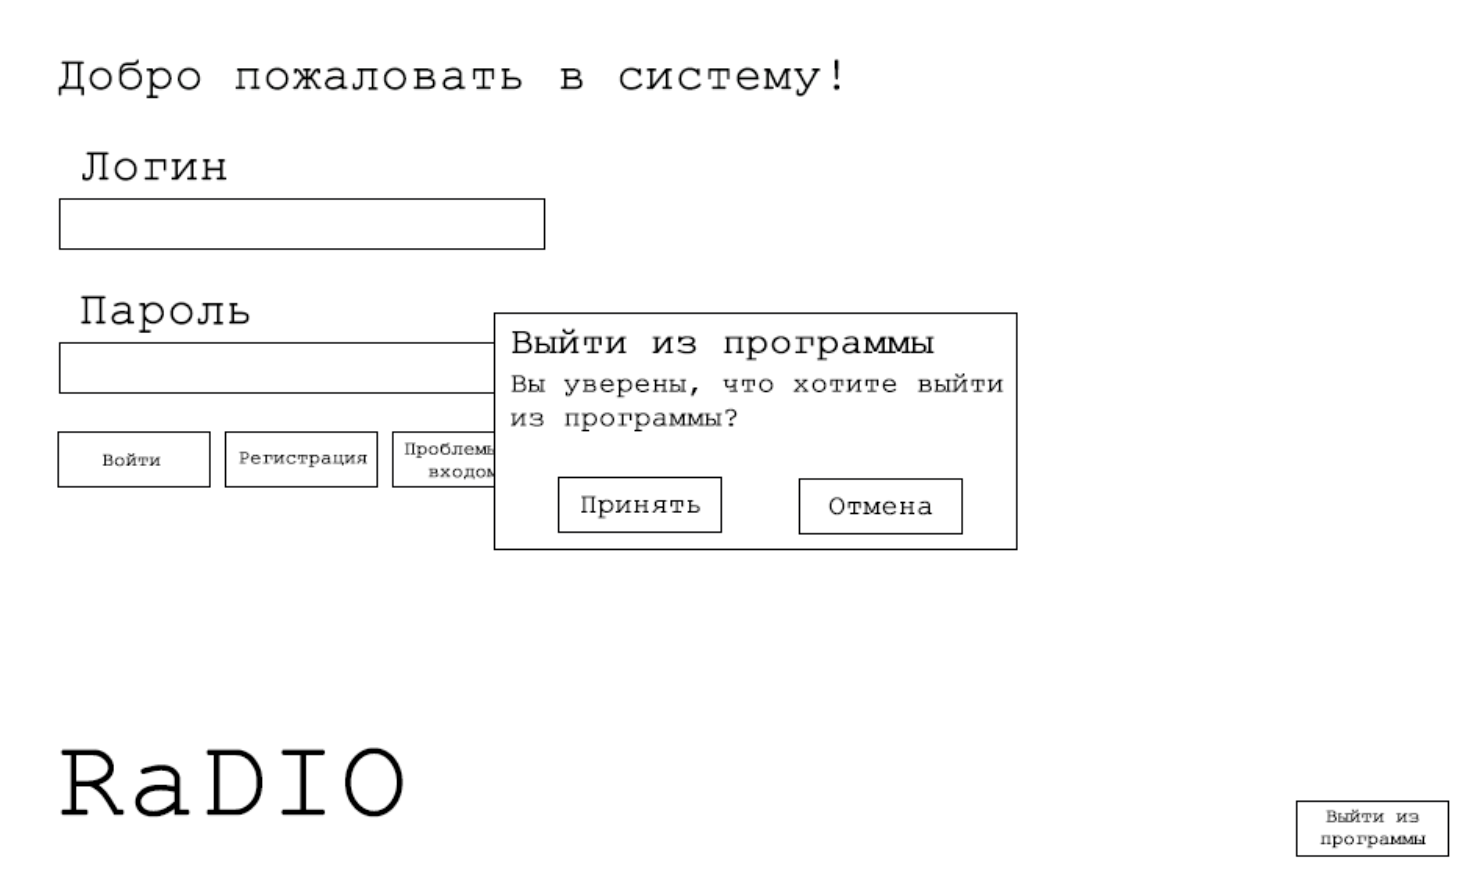 Добро пожаловать в систему!
Логин
Пароль
Войти
Регистрация
входом
Выйти из программы
Вы уверены, что хотите выйти
из программы?
Принять
Отмена
RaDIO
Выйти из
программы